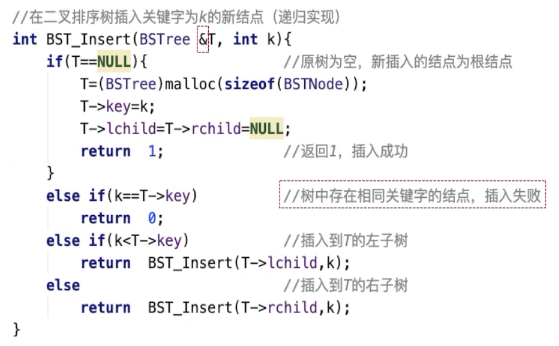 //在二叉排序树插入关键字为k的新结点（递归实现）
int BST_Insert(BSTree &T, int k){
    if(T==NULL){                //原树为空，新插入的结点为根结点
        T=(BSTree)malloc(sizeof(BSTNode));
        T->key=k;
        T->lchild=T->rchild=NULL;
        return  1;              //返回1，插入成功
    }
    else if(k==T->key)          //树中存在相同关键字的结点，插入失败
        return  0;
    else if(k<T->key)           //插入到T的左子树
        return  BST_Insert(T->lchild,k);
    else                        //插入到T的右子树
        return  BST_Insert(T->rchild,k);
}